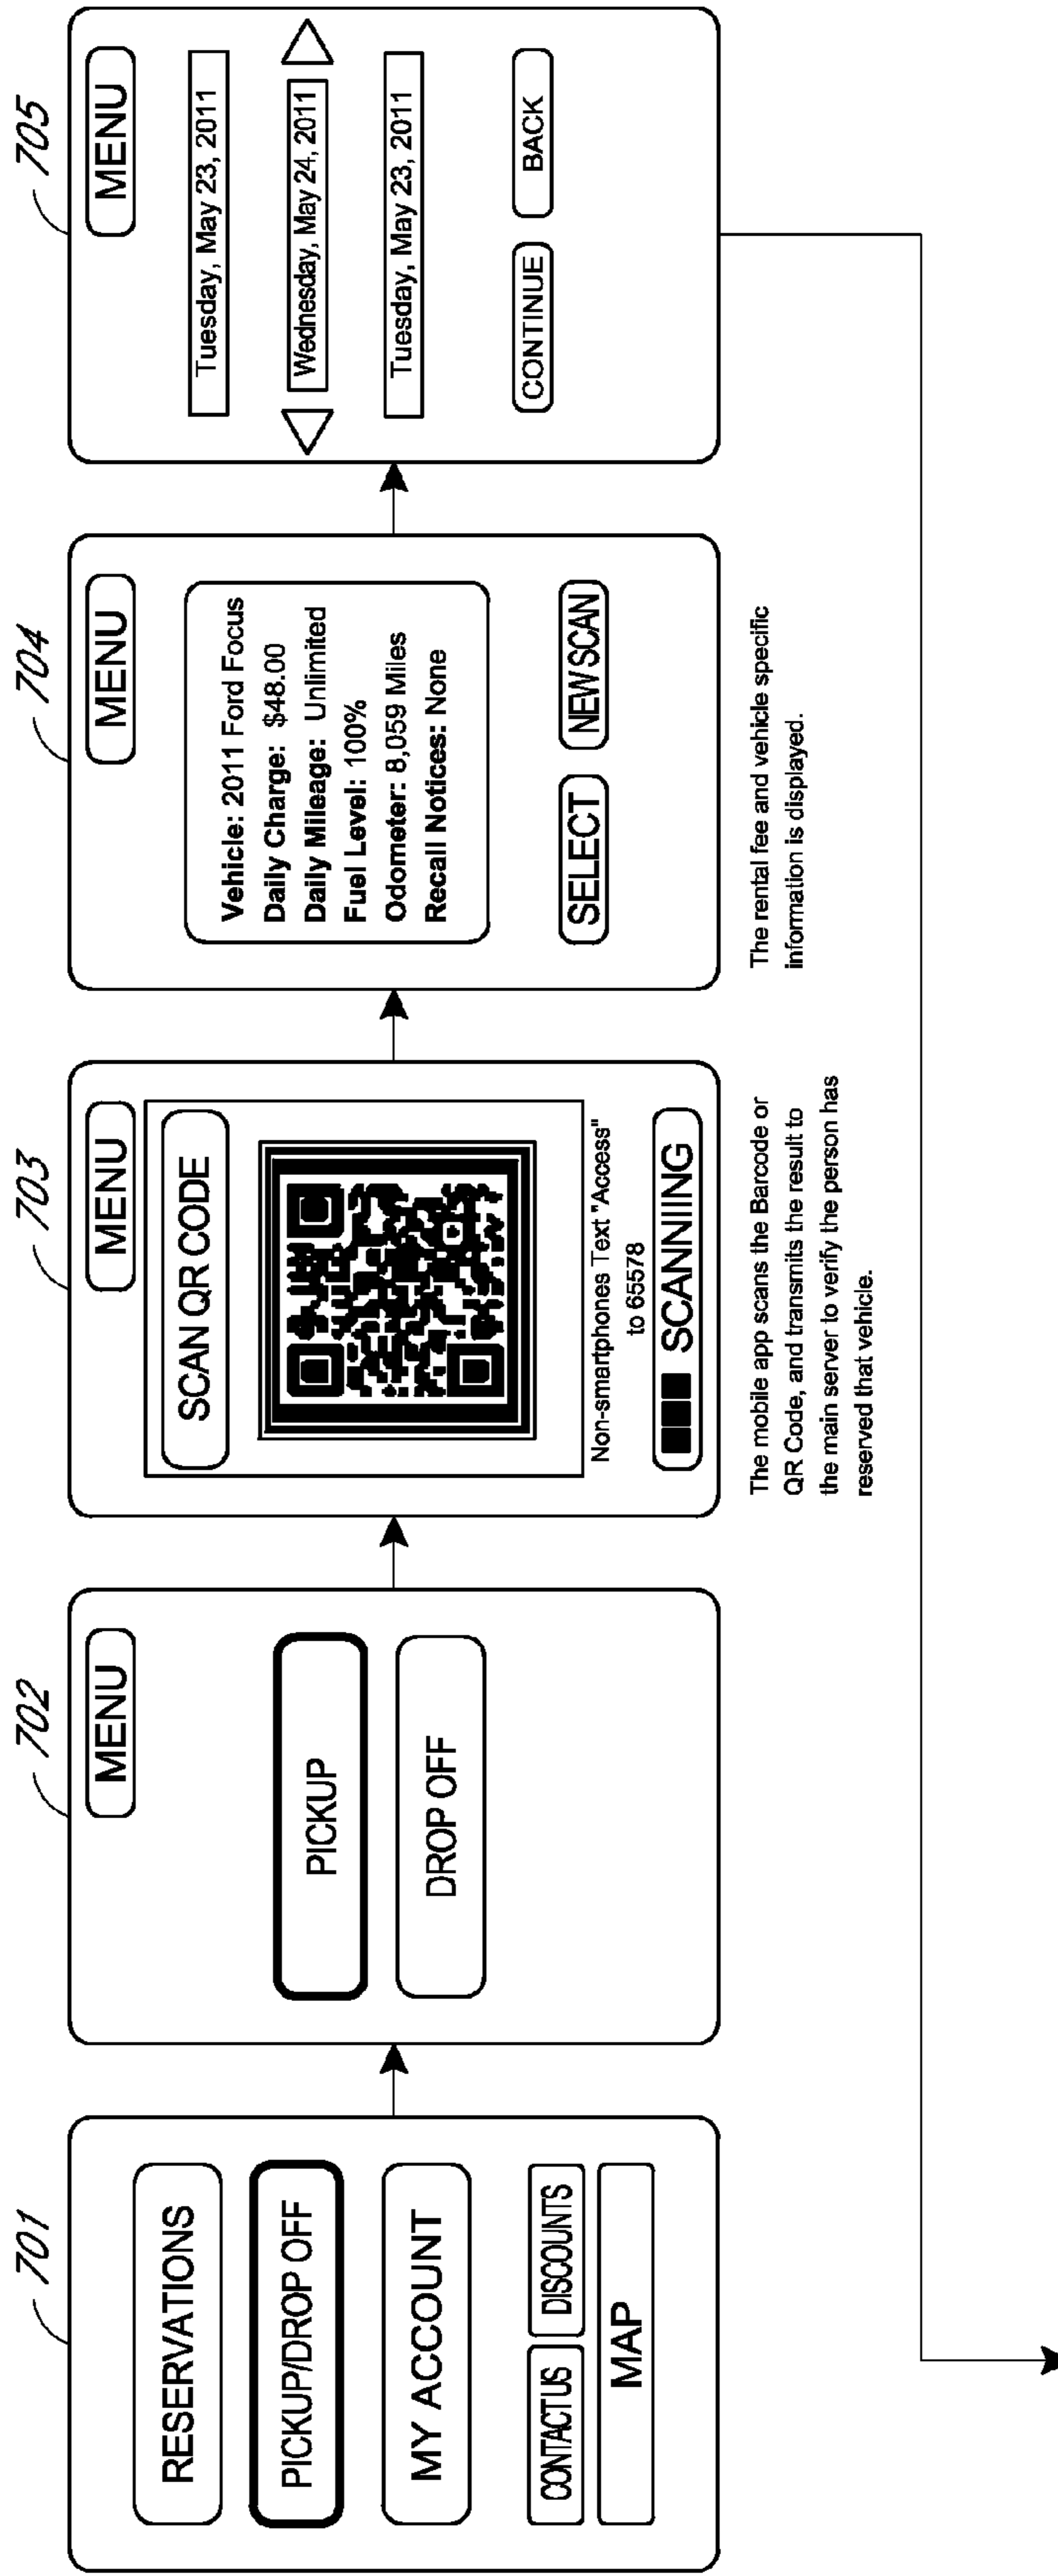 701
RESERVATIONS
PICKUP/DROP OFF
MY ACCOUNT
CONTACT US
DISCOUNTS
MAP
702
MENU
PICKUP
DROP OFF
703
MENU
SCAN QR CODE
Non-smartphones Text "Access"
to 65578
SCANNIING
The mobile app scans the Barcode or
QR Code, and transmits the result to
the main server to verify the person has
reserved that vehicle.
704
MENU
Vehicle: 2011 Ford Focus
Daily Charge: $48.00
Daily Mileage: Unlimited
Fuel Level: 100%
Odometer: 8,059 Miles
Recall Notices: None
SELECT
NEW SCAN
The rental fee and vehicle specific
information is displayed.
705
MENU
Tuesday, May 23, 2011
Wednesday, May 24, 2011
Tuesday, May 23, 2011
CONTINUE
BACK